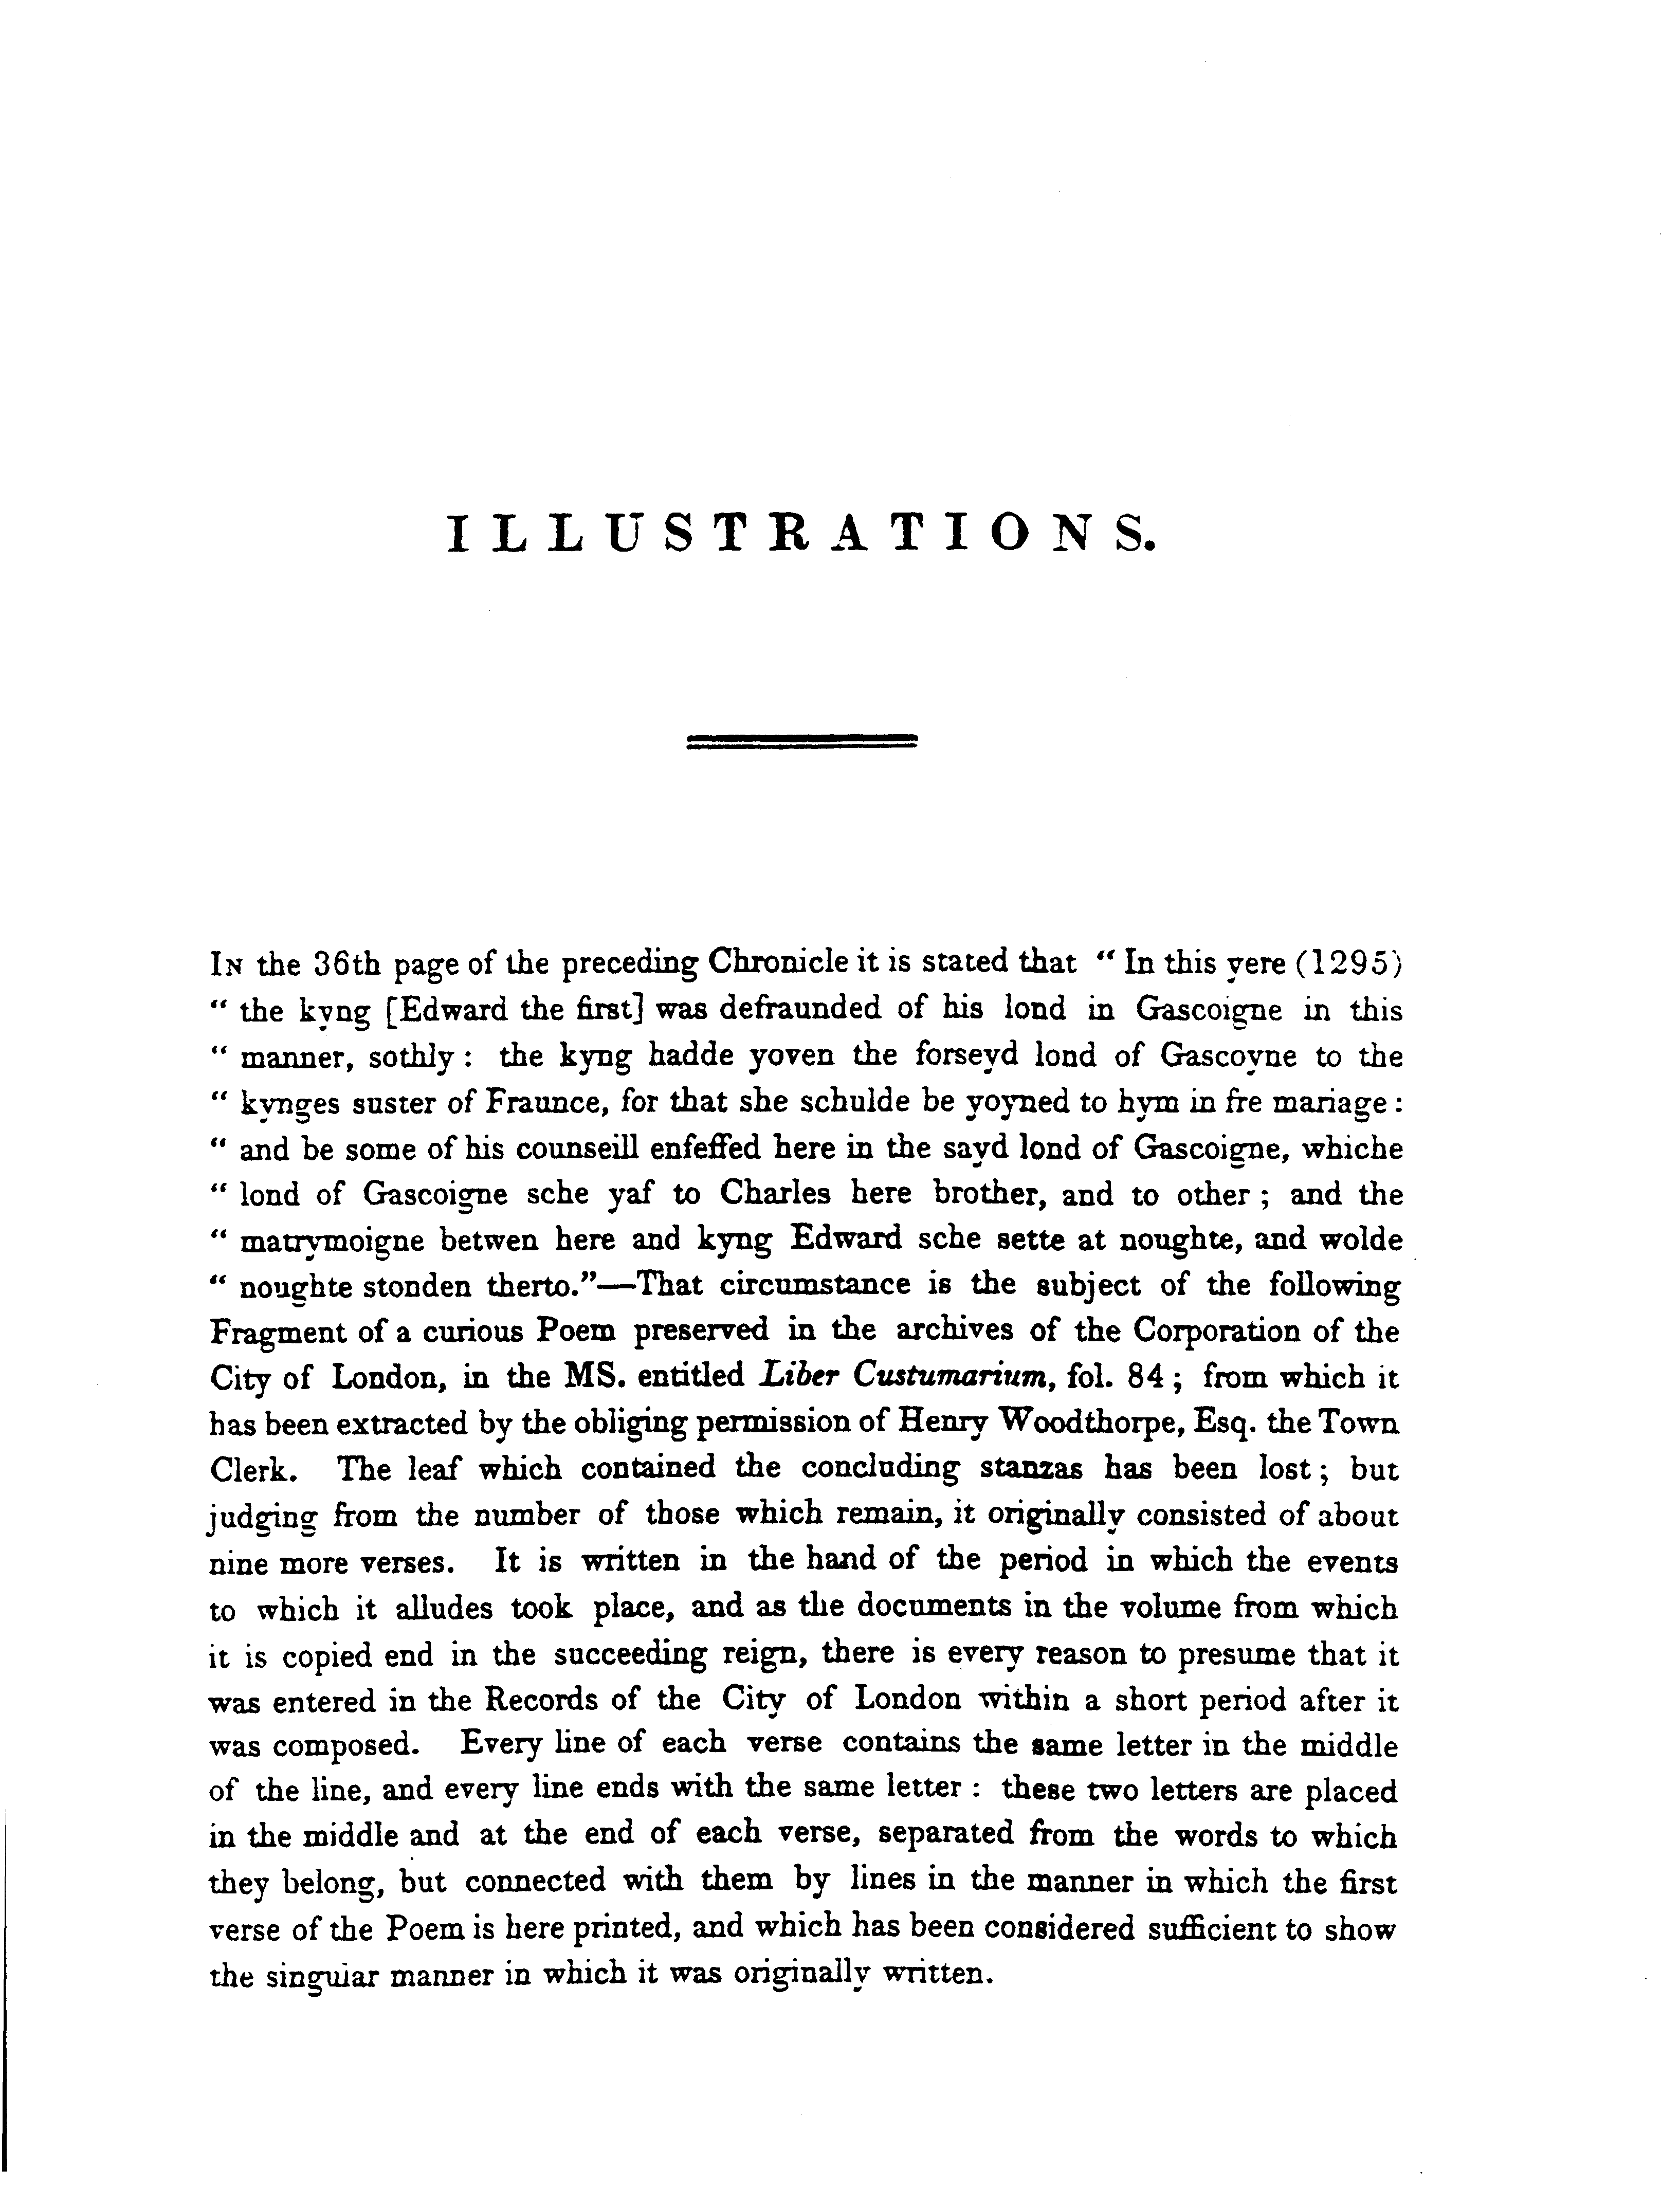 ILLUSTRATIONS.
IN the 36th page of the preceding Chronicle it is stated that “ In this yere (1295)
“ the kyng [Edward the first] was defraunded of his lond in Gascoigne in this
“ manner, sothly : the kyng hadde yoven the forseyd lond of Gascoyne to the
“ kynges suster of Fraunce, for that she schulde be yoyned to hym in fre mariage :
“ and be some of his counseill enfeffed here in the sayd lond of Gascoigne, whiche
“ lond of Gascoigne sche yaf to Charles here brother, and to other ; and the
“ matrymoigne betwen here and kyng Edward sche sette at noughte, and wolde
“ noughte stonden therto.”—That circumstance is the subject of the following
Fragment of a curious Poem preserved in the archives of the Corporation of the
City of London, in the MS. entitled Liber Custumarium, fol. 84 ; from which it
has been extracted by the obliging permission of Henry Woodthorpe, Esq. the Town
Clerk. The leaf which contained the concluding stanzas has been lost ; but
judging from the number of those which remain, it originally consisted of about
nine more verses. It is written in the hand of the period in which the events
to which it alludes took place, and as the documents in the volume from which
it is copied end in the succeeding reign, there is every reason to presume that it
was entered in the Records of the City of London within a short period after it
was composed. Every line of each verse contains the same letter in the middle
of the line, and every line ends with the same letter : these two letters are placed
in the middle and at the end of each verse, separated from the words to which
they belong, but connected with them by lines in the manner in which the first
verse of the Poem is here printed, and which has been considered sufficient to show
the singular manner in which it was originally written.